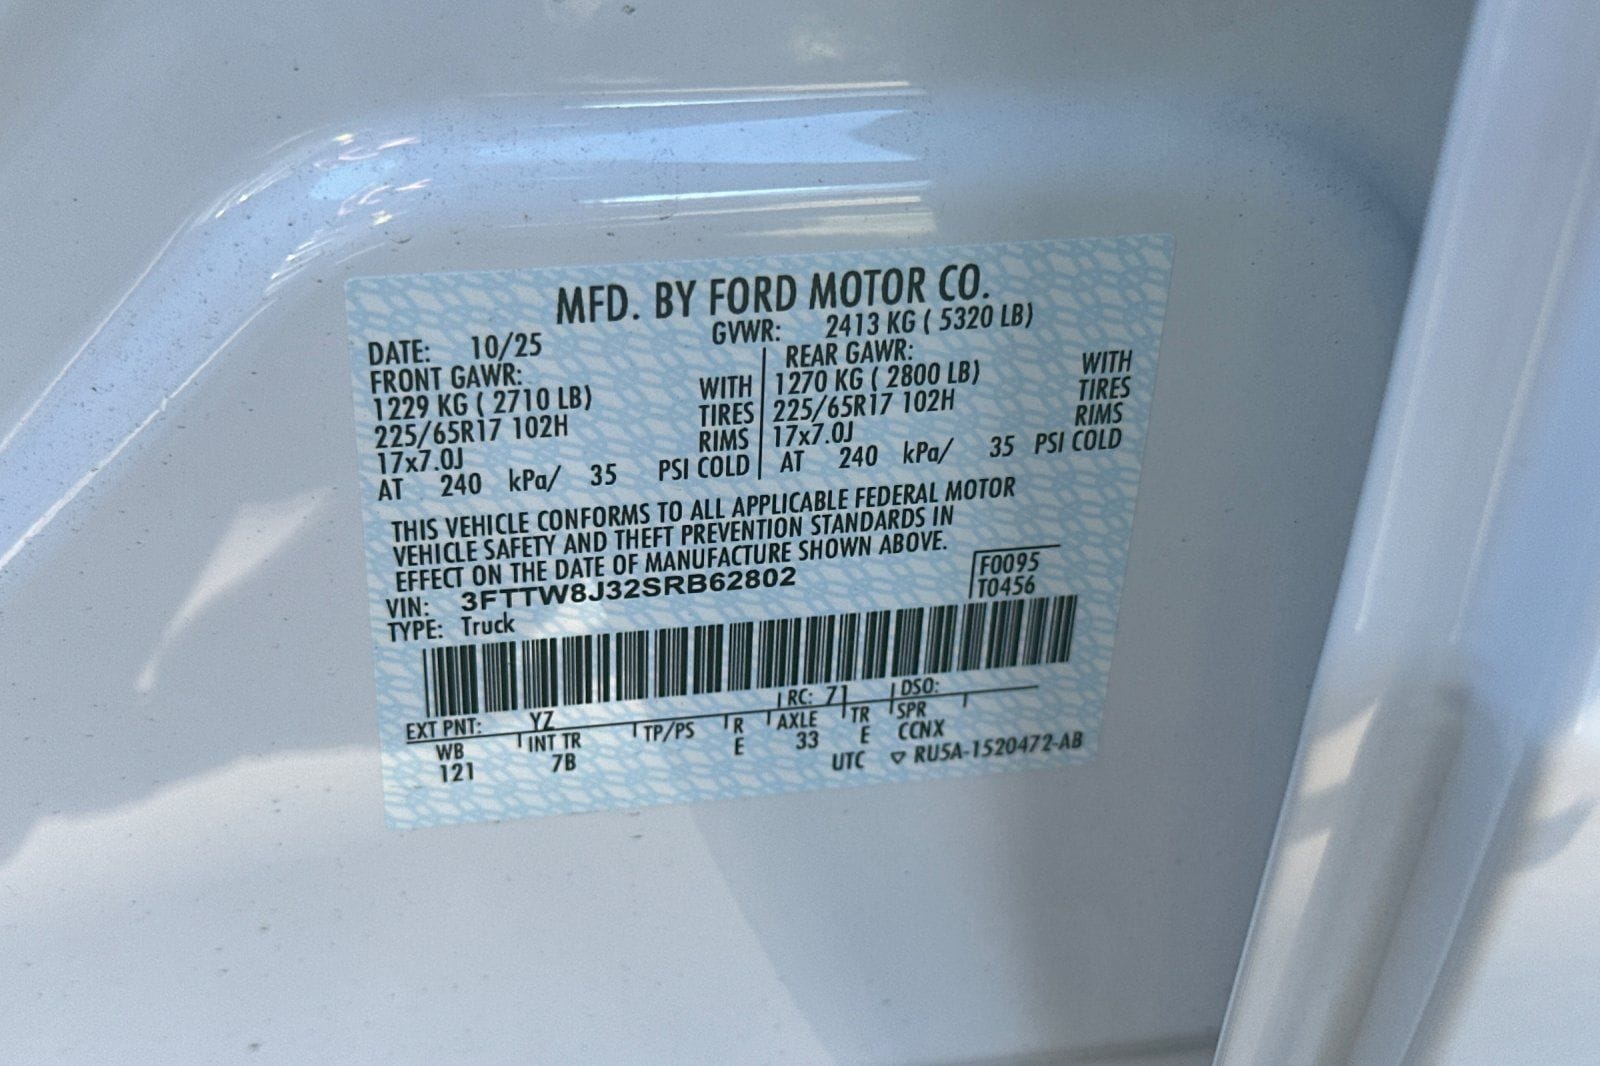 MFD. BY FORD MOTOR CO.
DATE: 10/25 GVWR: 2413 KG ( 5320 LB)
FRONT GAWR: REAR GAWR:
1229 KG ( 2710 LB) WITH 1270 KG ( 2800 LB) WITH
225/65R17 102H TIRES 225/65R17 102H TIRES
17x7.0J RIMS 17x7.0J RIMS
AT 240 kPa/ 35 PSI COLD AT 240 kPa/ 35 PSI COLD
THIS VEHICLE CONFORMS TO ALL APPLICABLE FEDERAL MOTOR
VEHICLE SAFETY AND THEFT PREVENTION STANDARDS IN
EFFECT ON THE DATE OF MANUFACTURE SHOWN ABOVE.
VIN: 3FTTW8J32SRB62802 F0095
TYPE: Truck T0456
EXT PNT: YZ RC: 71 DSO:
WB INT TR TP/PS R AXLE TR SPR
121 7B E 33 E CCNX
UTC ▽ RU5A-1520472-AB